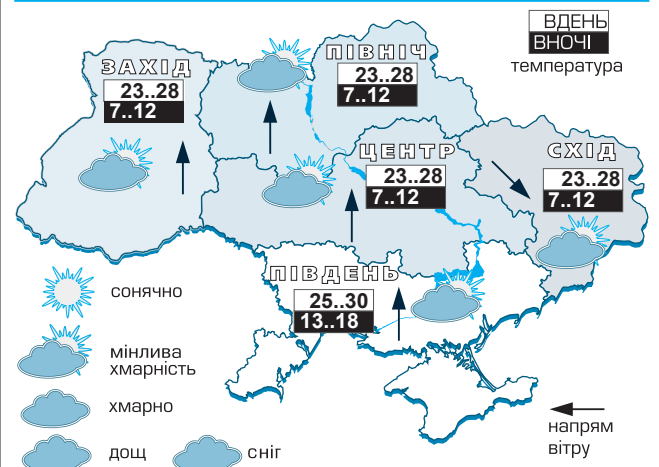 ВДЕНЬ
ВНОЧІ
температура
ЗАХІД
23..28
7..12
ПІВНІЧ
23..28
7..12
ЦЕНТР
23..28
7..12
СХІД
23..28
7..12
ПІВДЕНЬ
25..30
13..18
сонячно
мінлива
хмарність
хмарно
дощ
сніг
напрям
вітру